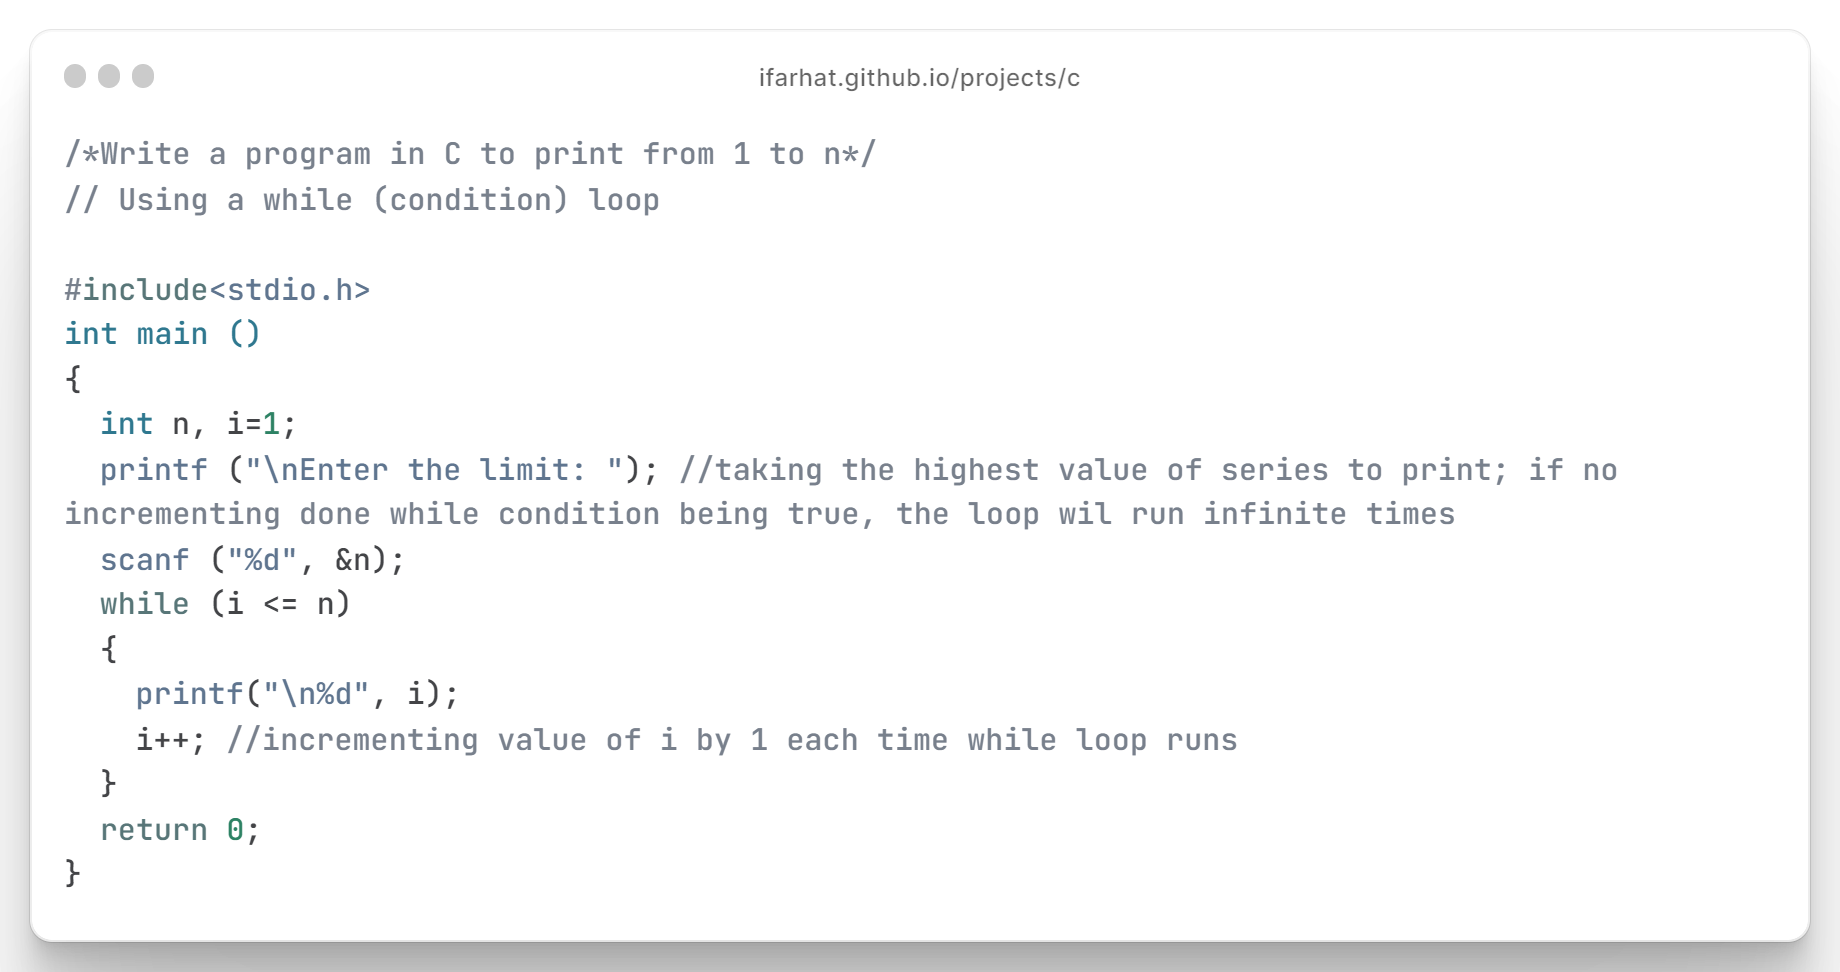 ifarhat.github.io/projects/c
/*Write a program in C to print from 1 to n*/
// Using a while (condition) loop

#include<stdio.h>
int main ()
{
  int n, i=1;
  printf ("\nEnter the limit: "); //taking the highest value of series to print; if no
incrementing done while condition being true, the loop wil run infinite times
  scanf ("%d", &n);
  while (i <= n)
  {
    printf("\n%d", i);
    i++; //incrementing value of i by 1 each time while loop runs
  }
  return 0;
}